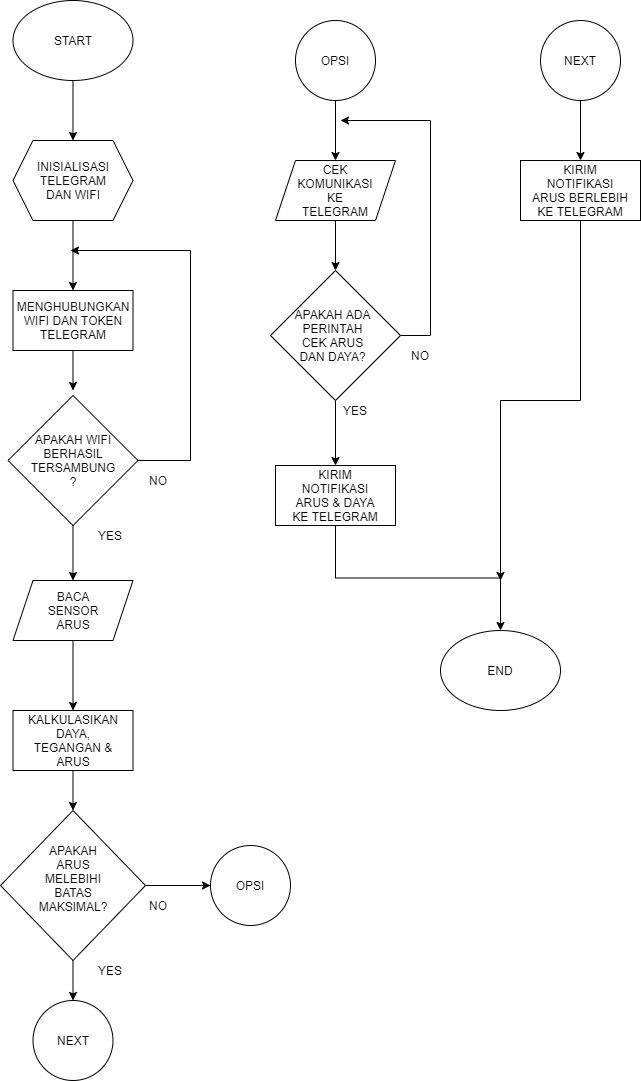 START
INISIALISASI
TELEGRAM
DAN WIFI
MENGHUBUNGKAN
WIFI DAN TOKEN
TELEGRAM
APAKAH WIFI
BERHASIL
TERSAMBUNG
?
NO
YES
BACA
SENSOR
ARUS
KALKULASIKAN
DAYA,
TEGANGAN &
ARUS
APAKAH
ARUS
MELEBIHI
BATAS
MAKSIMAL?
NO
OPSI
YES
NEXT
OPSI
CEK
KOMUNIKASI
KE
TELEGRAM
APAKAH ADA
PERINTAH
CEK ARUS
DAN DAYA?
NO
YES
KIRIM
NOTIFIKASI
ARUS & DAYA
KE TELEGRAM
NEXT
KIRIM
NOTIFIKASI
ARUS BERLEBIH
KE TELEGRAM
END